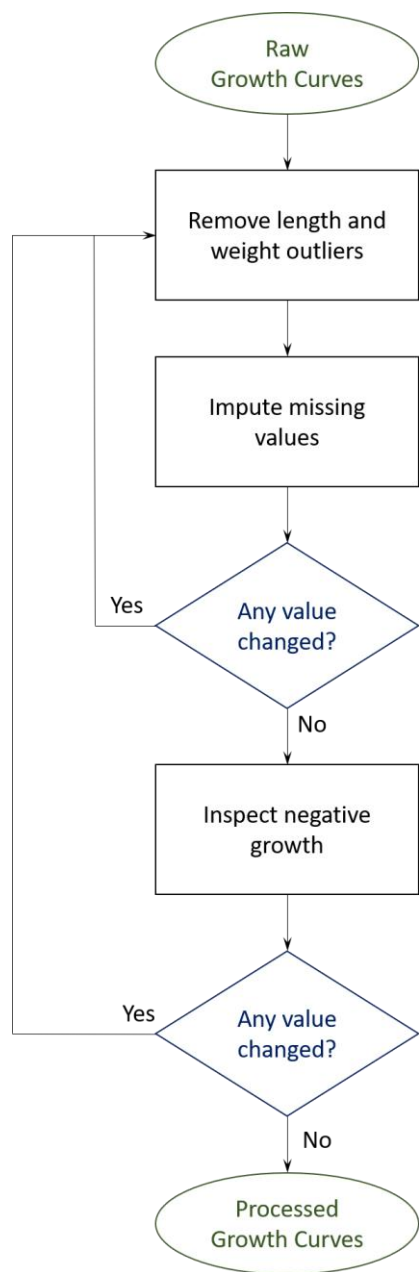 Raw
Growth Curves
Remove length and
weight outliers
Impute missing
values
Yes
Any value
changed?
No
Inspect negative
growth
Yes
Any value
changed?
No
Processed
Growth Curves